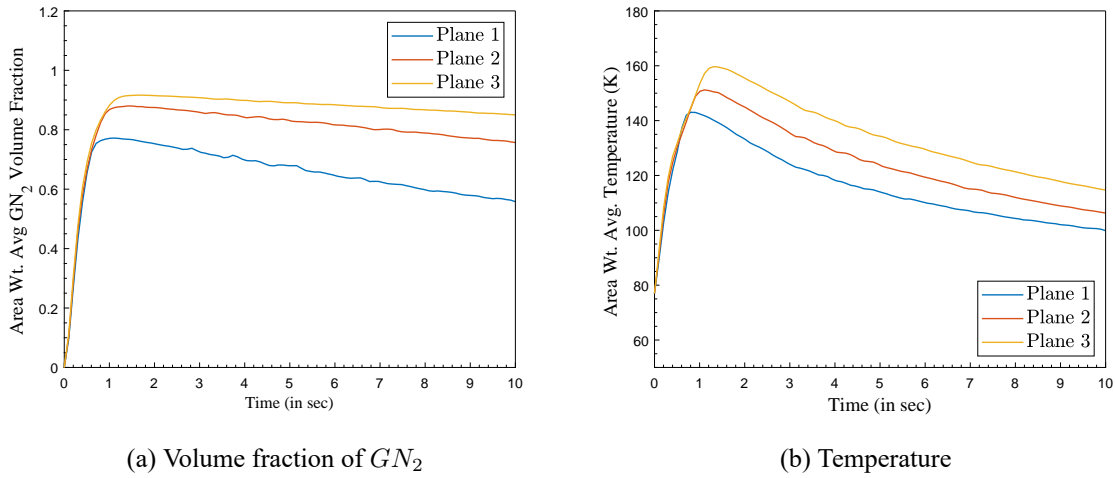 1.2
1
0.8
0.6
0.4
0.2
0
Area Wt. Avg GN2 Volume Fraction
Plane 1
Plane 2
Plane 3
0 1 2 3 4 5 6 7 8 9 10
Time (in sec)
(a) Volume fraction of GN2
180
160
140
120
100
80
60
Area Wt. Avg. Temperature (K)
Plane 1
Plane 2
Plane 3
0 1 2 3 4 5 6 7 8 9 10
Time (in sec)
(b) Temperature